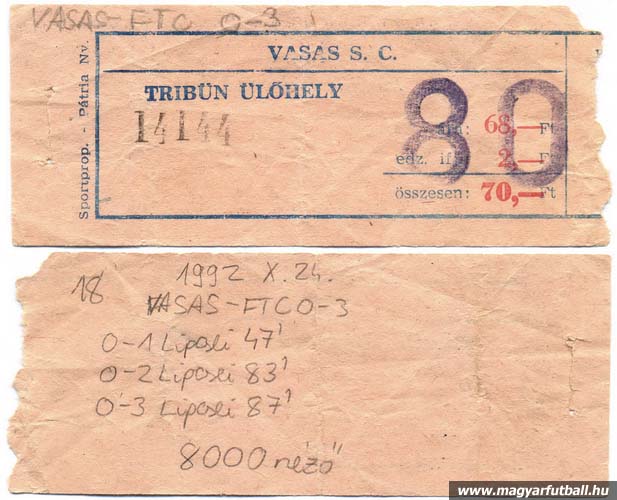 VASAS-FTC 0-3
Sportprop. - Pátria Nv.
VASAS S. C.
TRIBÜN ÜLŐHELY
14144
80
68,—Ft
edz. if. 2,—Ft
összesen: 70,—Ft
18
1992 X. 24.
VASAS-FTC 0-3
0-1 Lipcsei 47'
0-2 Lipcsei 83'
0-3 Lipcsei 87'
8000 néző
www.magyarfutball.hu